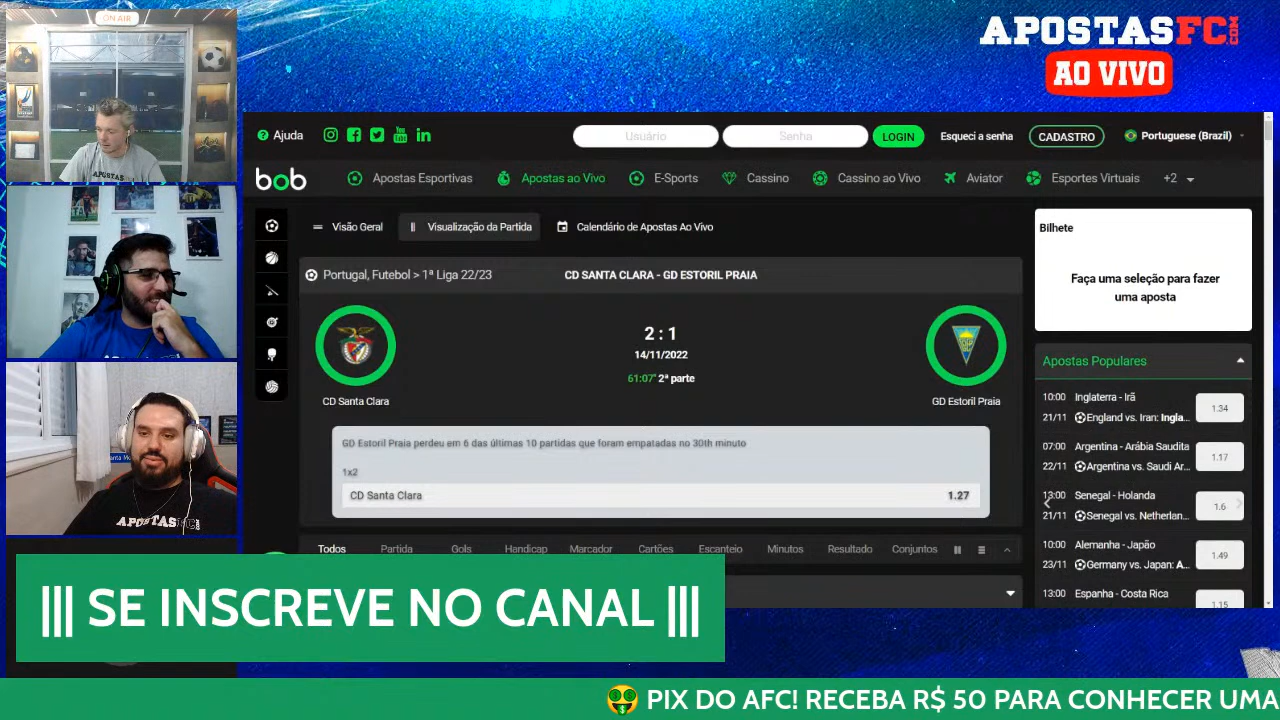 ON AIR
APOSTASFC.COM
AO VIVO
Ajuda
Usuário
Senha
LOGIN
Esqueci a senha
CADASTRO
Portuguese (Brazil)
bob
Apostas Esportivas
Apostas ao Vivo
E-Sports
Cassino
Cassino ao Vivo
Aviator
Esportes Virtuais
+2
Visão Geral
Visualização da Partida
Calendário de Apostas Ao Vivo
Bilhete
Faça uma seleção para fazer
uma aposta
Portugal, Futebol > 1ª Liga 22/23
CD SANTA CLARA - GD ESTORIL PRAIA
2 : 1
14/11/2022
61:07" 2ª parte
CD Santa Clara
GD Estoril Praia
GD Estoril Praia perdeu em 6 das últimas 10 partidas que foram empatadas no 30th minuto
1x2
CD Santa Clara 1.27
Todos Partida Gols Handicap Marcador Cartões Escanteio Minutos Resultado Conjuntos
Apostas Populares
10:00 Inglaterra - Irã
21/11 England vs. Iran: Ingla... 1.34
07:00 Argentina - Arábia Saudita
22/11 Argentina vs. Saudi Ar... 1.17
13:00 Senegal - Holanda
21/11 Senegal vs. Netherlan... 1.6
10:00 Alemanha - Japão
23/11 Germany vs. Japan: A... 1.49
13:00 Espanha - Costa Rica
1.15
APOSTASFC
APOSTASFC
||| SE INSCREVE NO CANAL |||
PIX DO AFC! RECEBA R$ 50 PARA CONHECER UMA